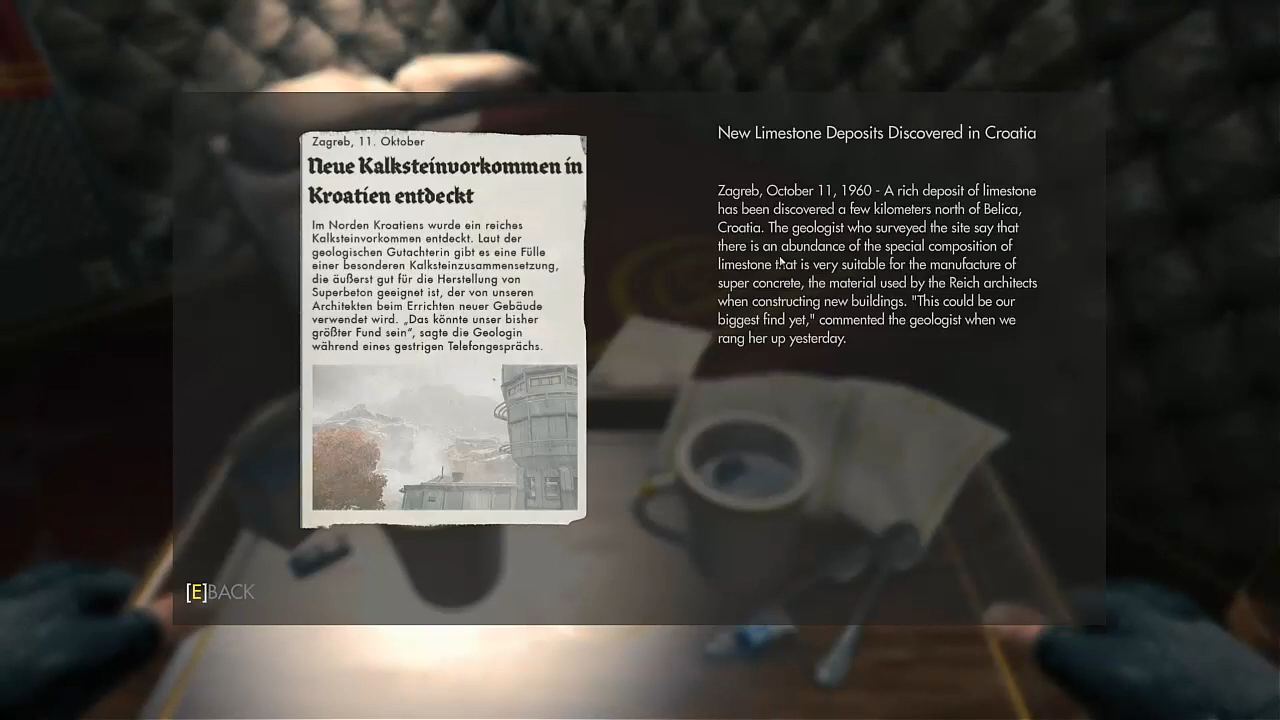 Zagreb, 11. Oktober
Neue Kalksteinvorkommen in
Kroatien entdeckt
Im Norden Kroatiens wurde ein reiches
Kalksteinvorkommen entdeckt. Laut der
geologischen Gutachterin gibt es eine Fülle
einer besonderen Kalksteinzusammensetzung,
die äußerst gut für die Herstellung von
Superbeton geeignet ist, der von unseren
Architekten beim Errichten neuer Gebäude
verwendet wird. „Das könnte unser bisher
größter Fund sein“, sagte die Geologin
während eines gestrigen Telefongesprächs.
New Limestone Deposits Discovered in Croatia
Zagreb, October 11, 1960 - A rich deposit of limestone
has been discovered a few kilometers north of Belica,
Croatia. The geologist who surveyed the site say that
there is an abundance of the special composition of
limestone that is very suitable for the manufacture of
super concrete, the material used by the Reich architects
when constructing new buildings. "This could be our
biggest find yet," commented the geologist when we
rang her up yesterday.
[E]BACK